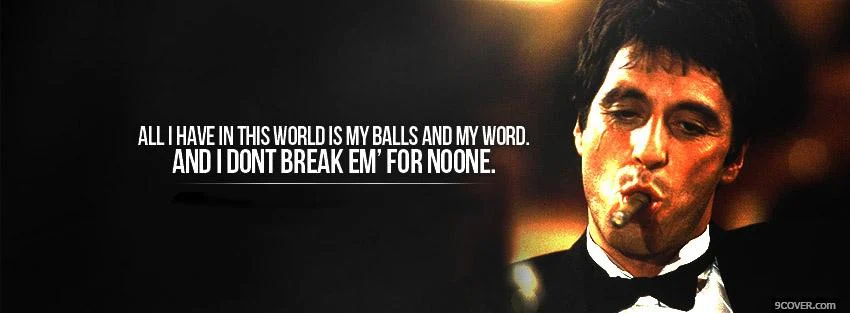 ALL I HAVE IN THIS WORLD IS MY BALLS AND MY WORD.
AND I DONT BREAK EM' FOR NOONE.
9COVER.com